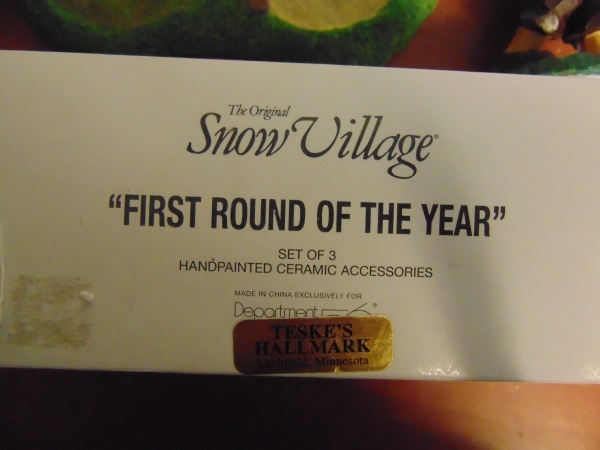 The Original
Snow Village®
"FIRST ROUND OF THE YEAR"
SET OF 3
HANDPAINTED CERAMIC ACCESSORIES
MADE IN CHINA EXCLUSIVELY FOR
Department 56®
TESKE'S
HALLMARK
Litchfield, Minnesota